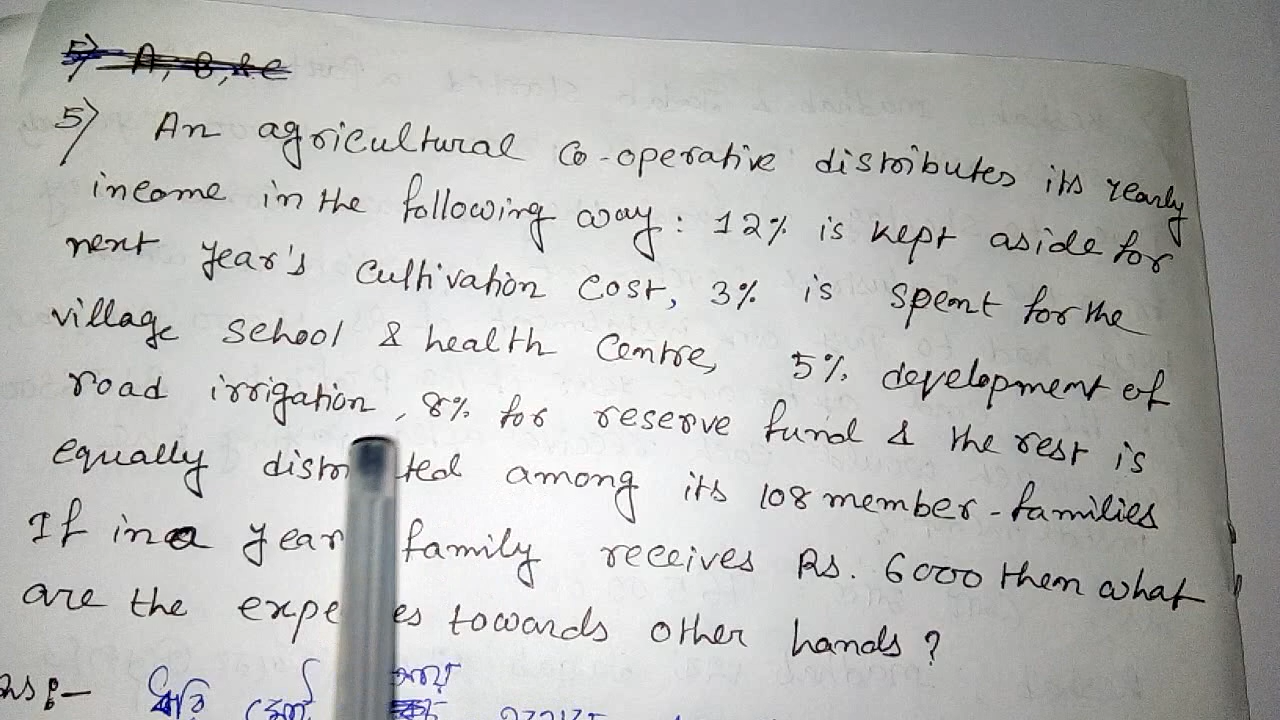 5) A, B, & C
5) An agricultural Co-operative distributes its yearly
income in the following way: 12% is kept aside for
next year's cultivation cost, 3% is spent for the
village school & health centre, 5% development of
road irrigation, 8% for reserve fund & the rest is
equally among its 108 member-families
If in a year family receives Rs. 6000 then what
are the towards other hands?